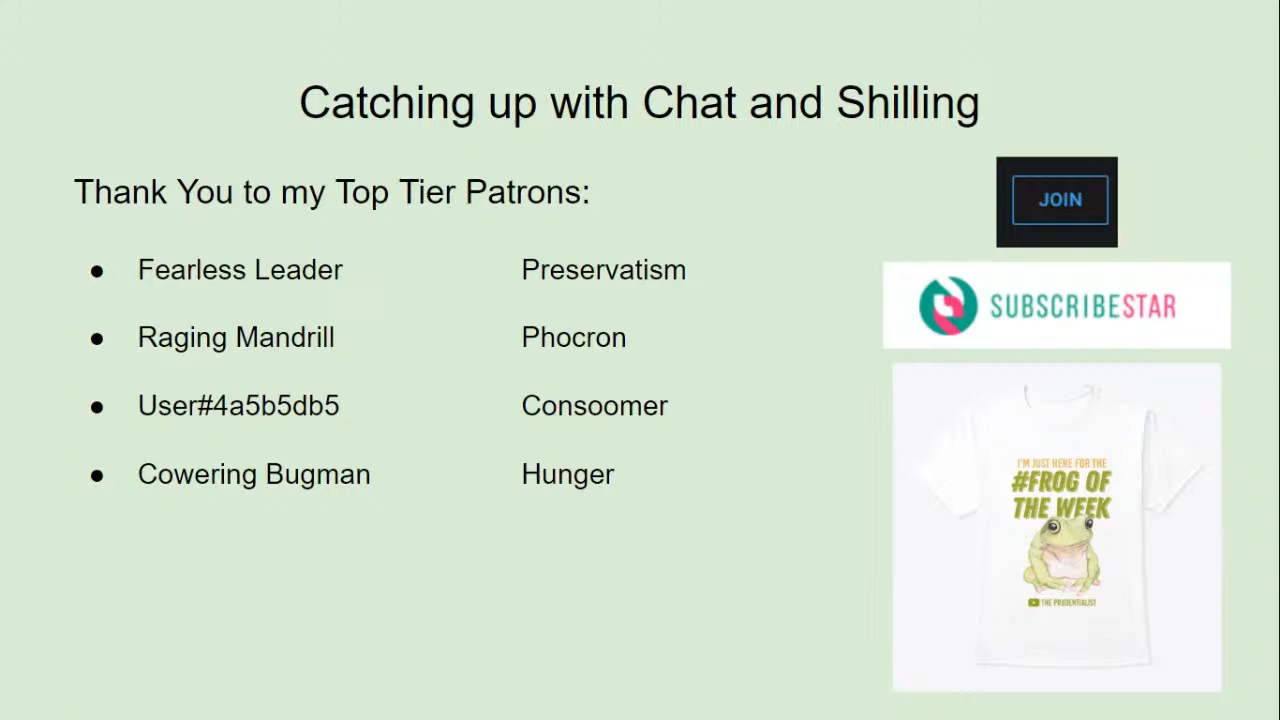 Catching up with Chat and Shilling
Thank You to my Top Tier Patrons:
● Fearless Leader
Preservatism
● Raging Mandrill
Phocron
● User#4a5b5db5
Consoomer
● Cowering Bugman
Hunger
JOIN
SUBSCRIBESTAR
I'M JUST HERE FOR THE
#FROG OF
THE WEEK
THE PRUDENTIALIST